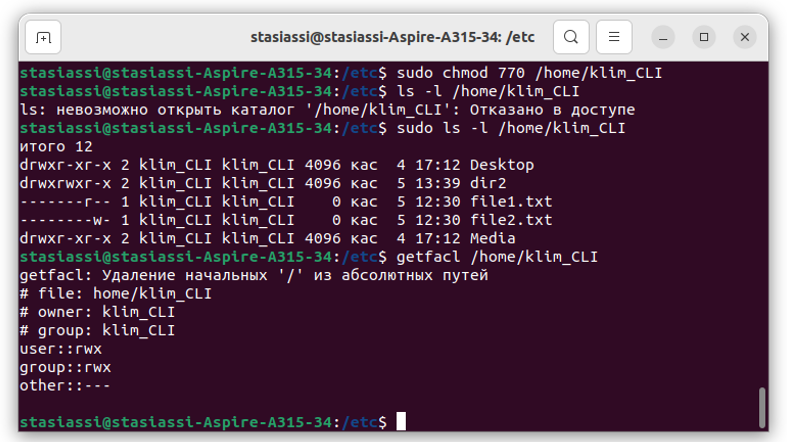 stasiassi@stasiassi-Aspire-A315-34: /etc
stasiassi@stasiassi-Aspire-A315-34:/etc$ sudo chmod 770 /home/klim_CLI
stasiassi@stasiassi-Aspire-A315-34:/etc$ ls -l /home/klim_CLI
ls: невозможно открыть каталог '/home/klim_CLI': Отказано в доступе
stasiassi@stasiassi-Aspire-A315-34:/etc$ sudo ls -l /home/klim_CLI
итого 12
drwxr-xr-x 2 klim_CLI klim_CLI 4096 кас  4 17:12 Desktop
drwxrwxr-x 2 klim_CLI klim_CLI 4096 кас  5 13:39 dir2
-------r-- 1 klim_CLI klim_CLI    0 кас  5 12:30 file1.txt
--------w- 1 klim_CLI klim_CLI    0 кас  5 12:30 file2.txt
drwxr-xr-x 2 klim_CLI klim_CLI 4096 кас  4 17:12 Media
stasiassi@stasiassi-Aspire-A315-34:/etc$ getfacl /home/klim_CLI
getfacl: Удаление начальных '/' из абсолютных путей
# file: home/klim_CLI
# owner: klim_CLI
# group: klim_CLI
user::rwx
group::rwx
other::---
stasiassi@stasiassi-Aspire-A315-34:/etc$